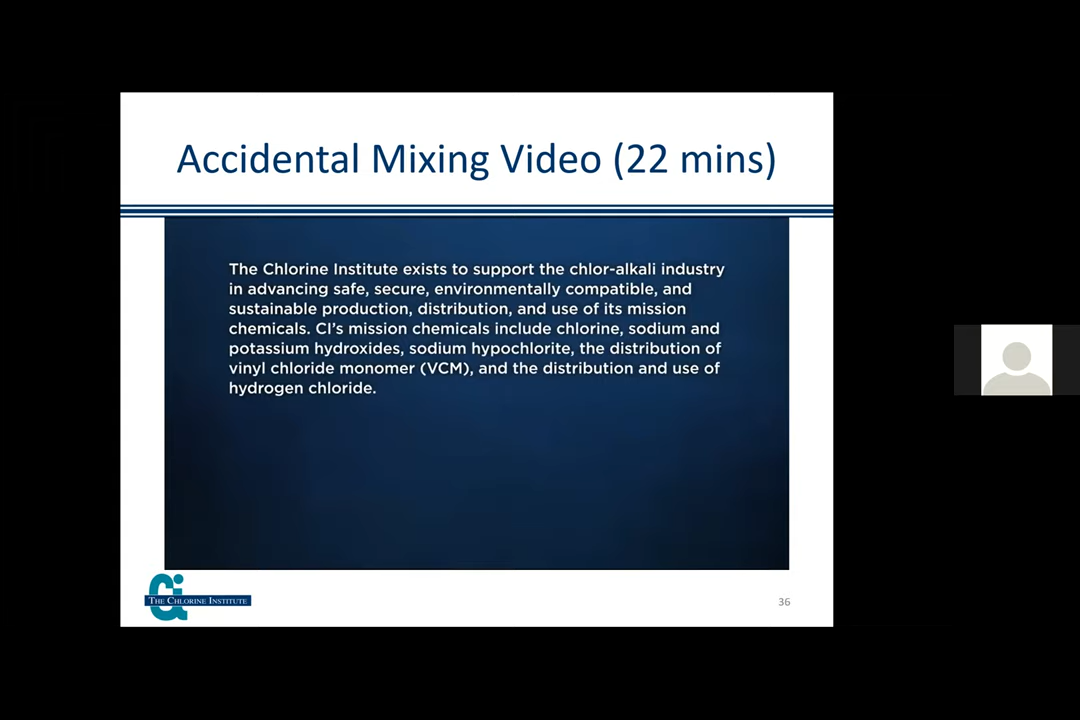 Accidental Mixing Video (22 mins)
The Chlorine Institute exists to support the chlor-alkali industry
in advancing safe, secure, environmentally compatible, and
sustainable production, distribution, and use of its mission
chemicals. CI's mission chemicals include chlorine, sodium and
potassium hydroxides, sodium hypochlorite, the distribution of
vinyl chloride monomer (VCM), and the distribution and use of
hydrogen chloride.
THE CHLORINE INSTITUTE
36